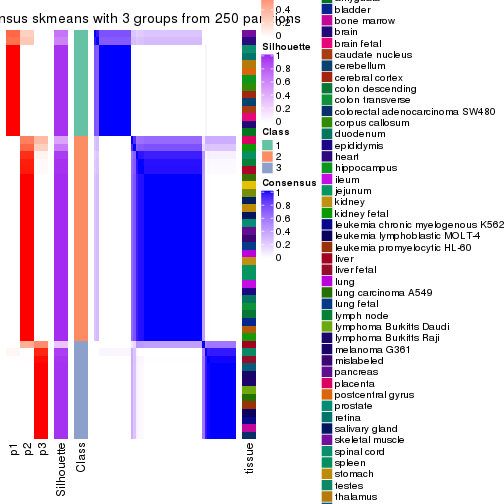 nsus skmeans with 3 groups from 250 partitions
0.4
0.2
0
Silhouette
1
0.8
0.6
0.4
0.2
0
Class
1
2
3
Consensus
1
0.8
0.6
0.4
0.2
0
p1
p2
p3
Silhouette
Class
tissue
bladder
bone marrow
brain
brain fetal
caudate nucleus
cerebellum
cerebral cortex
colon descending
colon transverse
colorectal adenocarcinoma SW480
corpus callosum
duodenum
epididymis
heart
hippocampus
ileum
jejunum
kidney
kidney fetal
leukemia chronic myelogenous K562
leukemia lymphoblastic MOLT-4
leukemia promyelocytic HL-60
liver
liver fetal
lung
lung carcinoma A549
lung fetal
lymph node
lymphoma Burkitts Daudi
lymphoma Burkitts Raji
melanoma G361
mislabeled
pancreas
placenta
postcentral gyrus
prostate
retina
salivary gland
skeletal muscle
spinal cord
spleen
stomach
testes
thalamus